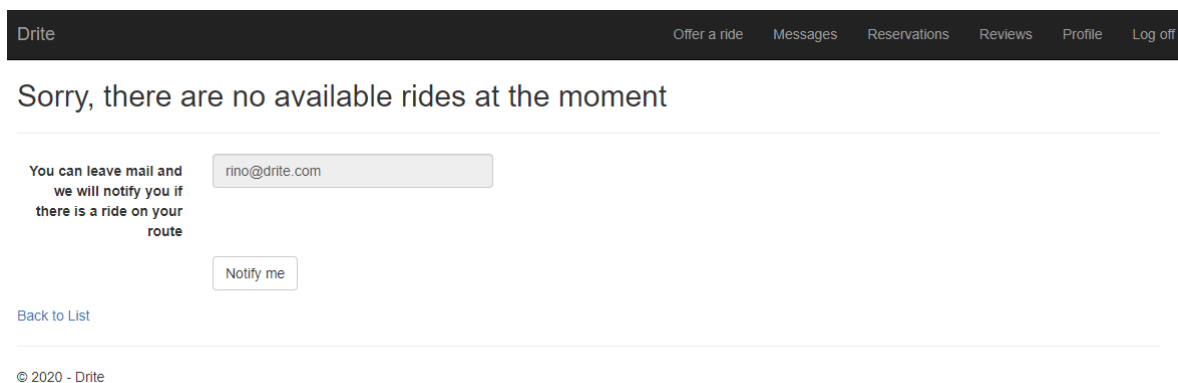 Drite Offer a ride Messages Reservations Reviews Profile Log off
Sorry, there are no available rides at the moment
You can leave mail and
we will notify you if
there is a ride on your
route
rino@drite.com
Notify me
Back to List
© 2020 - Drite